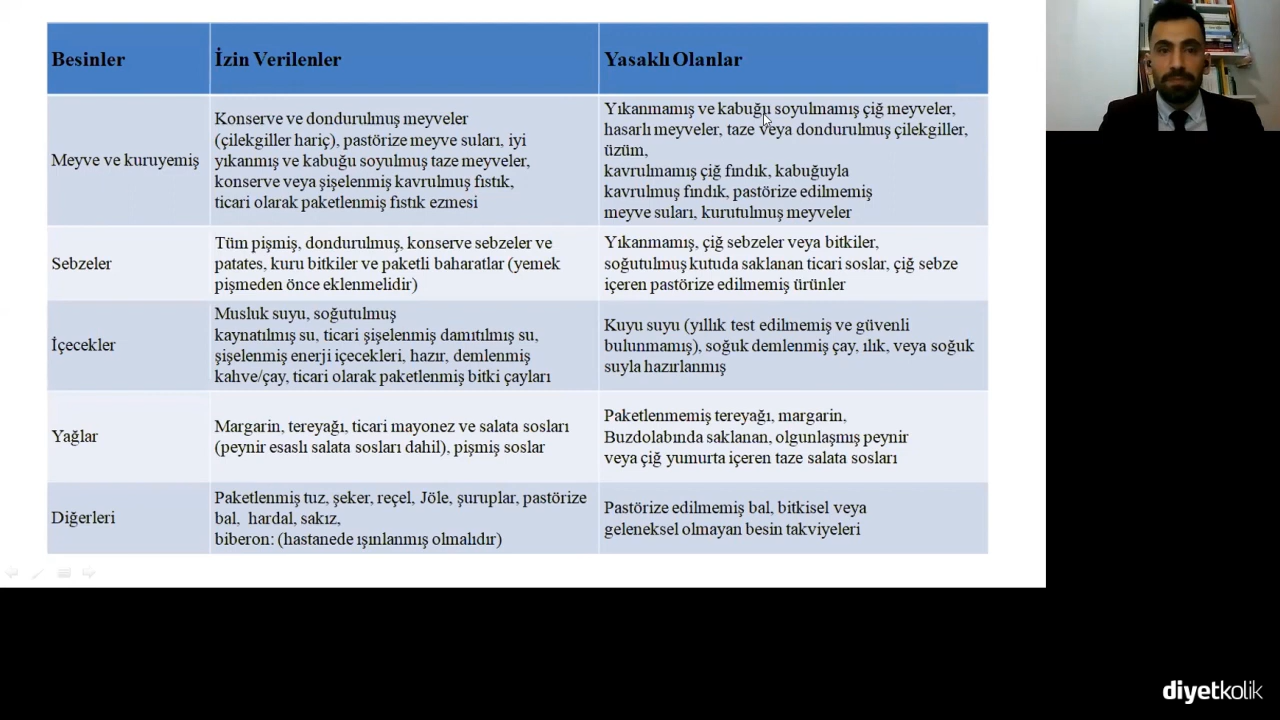 Besinler
İzin Verilenler
Yasaklı Olanlar
Meyve ve kuruyemiş
Konserve ve dondurulmuş meyveler
(çilekgiller hariç), pastörize meyve suları, iyi
yıkanmış ve kabuğu soyulmuş taze meyveler,
konserve veya şişelenmiş kavrulmuş fıstık,
ticari olarak paketlenmiş fıstık ezmesi
Yıkanmamış ve kabuğu soyulmamış çiğ meyveler,
hasarlı meyveler, taze veya dondurulmuş çilekgiller,
üzüm,
kavrulmamış çiğ fındık, kabuğuyla
kavrulmuş fındık, pastörize edilmemiş
meyve suları, kurutulmuş meyveler
Sebzeler
Tüm pişmiş, dondurulmuş, konserve sebzeler ve
patates, kuru bitkiler ve paketli baharatlar (yemek
pişmeden önce eklenmelidir)
Yıkanmamış, çiğ sebzeler veya bitkiler,
soğutulmuş kutuda saklanan ticari soslar, çiğ sebze
içeren pastörize edilmemiş ürünler
İçecekler
Musluk suyu, soğutulmuş
kaynatılmış su, ticari şişelenmiş damıtılmış su,
şişelenmiş enerji içecekleri, hazır, demlenmiş
kahve/çay, ticari olarak paketlenmiş bitki çayları
Kuyu suyu (yıllık test edilmemiş ve güvenli
bulunmamış), soğuk demlenmiş çay, ılık, veya soğuk
suyla hazırlanmış
Yağlar
Margarin, tereyağı, ticari mayonez ve salata sosları
(peynir esaslı salata sosları dahil), pişmiş soslar
Paketlenmemiş tereyağı, margarin,
Buzdolabında saklanan, olgunlaşmış peynir
veya çiğ yumurta içeren taze salata sosları
Diğerleri
Paketlenmiş tuz, şeker, reçel, Jöle, şuruplar, pastörize
bal, hardal, sakız,
biberon: (hastanede ışınlanmış olmalıdır)
Pastörize edilmemiş bal, bitkisel veya
geleneksel olmayan besin takviyeleri
diyetkolik